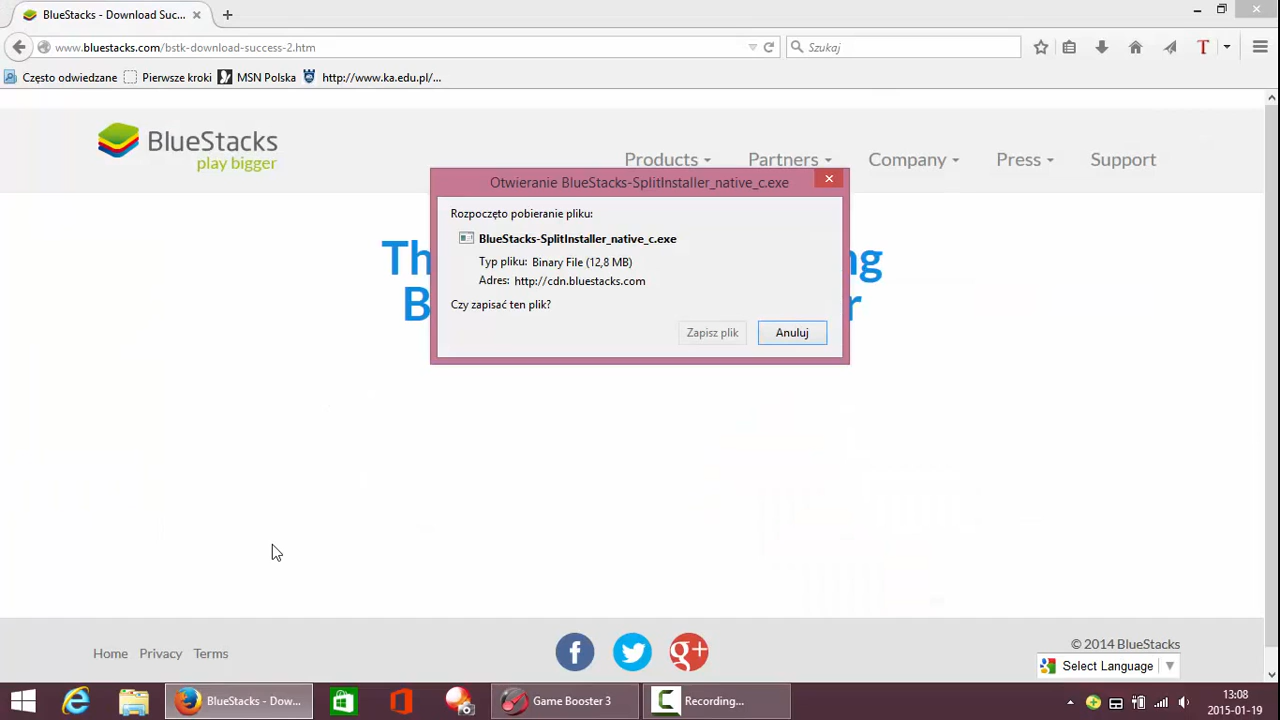 BlueStacks - Download Suc...
www.bluestacks.com/bstk-download-success-2.htm
Szukaj
Często odwiedzane
Pierwsze kroki
MSN Polska
http://www.ka.edu.pl/...
BlueStacks
play bigger
Products
Partners
Company
Press
Support
Otwieranie BlueStacks-SplitInstaller_native_c.exe
Rozpoczęto pobieranie pliku:
BlueStacks-SplitInstaller_native_c.exe
Typ pliku: Binary File (12,8 MB)
Adres: http://cdn.bluestacks.com
Czy zapisać ten plik?
Zapisz plik
Anuluj
Home
Privacy
Terms
f
g+
© 2014 BlueStacks
Select Language
BlueStacks - Dow...
Game Booster 3
Recording...
13:08
2015-01-19